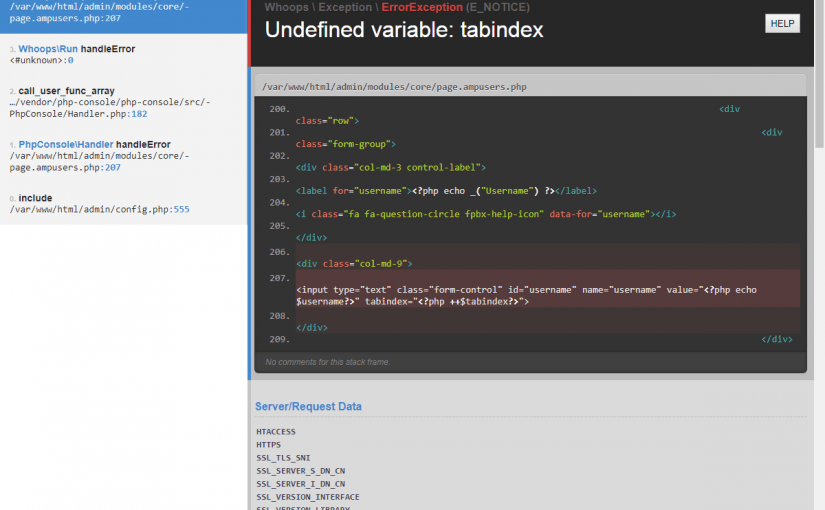 /var/www/html/admin/modules/core/-
page.ampusers.php:207
3. Whoops\Run handleError
<#unknown>:0
2. call_user_func_array
…/vendor/php-console/php-console/src/-
PhpConsole/Handler.php:182
1. PhpConsole\Handler handleError
/var/www/html/admin/modules/core/-
page.ampusers.php:207
0. include
/var/www/html/admin/config.php:555
Whoops \ Exception \ ErrorException (E_NOTICE)
Undefined variable: tabindex
HELP
/var/www/html/admin/modules/core/page.ampusers.php
200. <div
class="row">
201. <div
class="form-group">
202.
<div class="col-md-3 control-label">
203.
<label for="username"><?php echo _("Username") ?></label>
204.
<i class="fa fa-question-circle fpbx-help-icon" data-for="username"></i>
205.
</div>
206.
<div class="col-md-9">
207.
<input type="text" class="form-control" id="username" name="username" value="<?php echo
$username?>" tabindex="<?php ++$tabindex?>">
208.
</div>
209. </div>
No comments for this stack frame.
Server/Request Data
HTACCESS
HTTPS
SSL_TLS_SNI
SSL_SERVER_S_DN_CN
SSL_SERVER_I_DN_CN
SSL_VERSION_INTERFACE
SSL_VERSION_LIBRARY